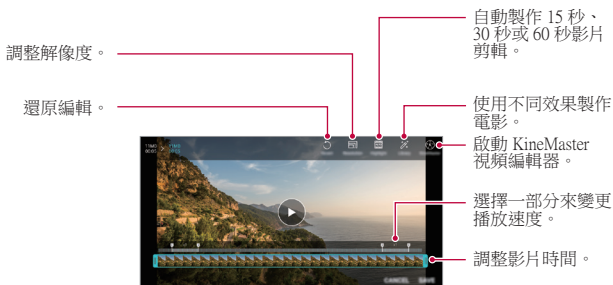 調整解像度。
還原編輯。
自動製作 15 秒、
30 秒或 60 秒影片
剪輯。
使用不同效果製作
電影。
啟動 KineMaster
視頻編輯器。
選擇一部分來變更
播放速度。
調整影片時間。
CANCEL SAVE